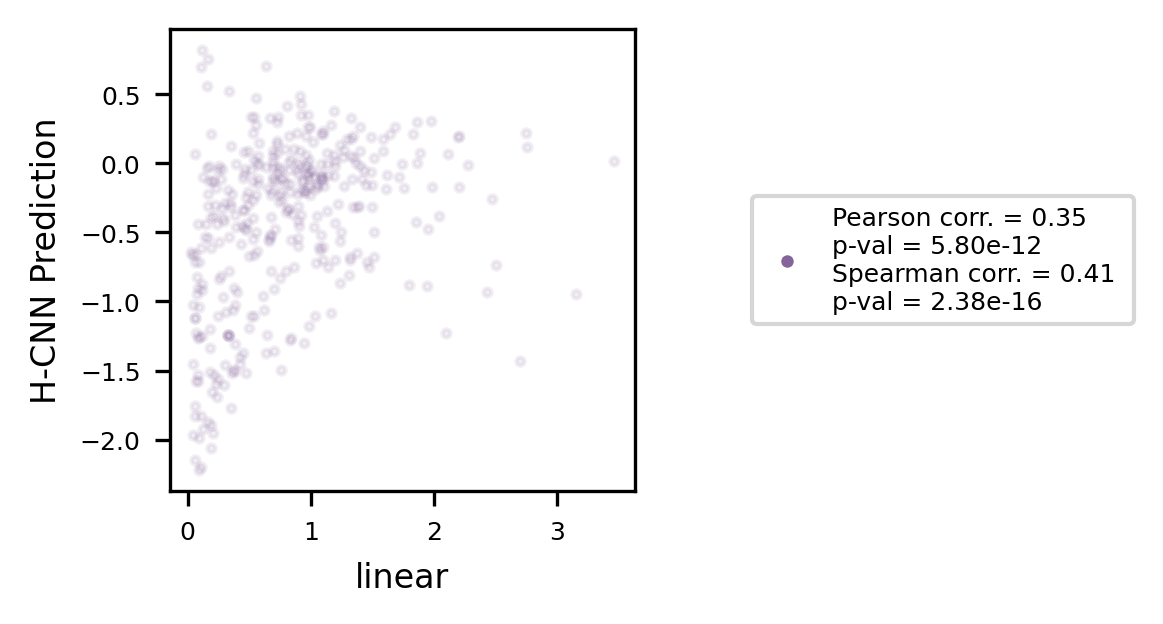 H-CNN Prediction
0.5
0.0
−0.5
−1.0
−1.5
−2.0
0 1 2 3
linear
Pearson corr. = 0.35
p-val = 5.80e-12
Spearman corr. = 0.41
p-val = 2.38e-16